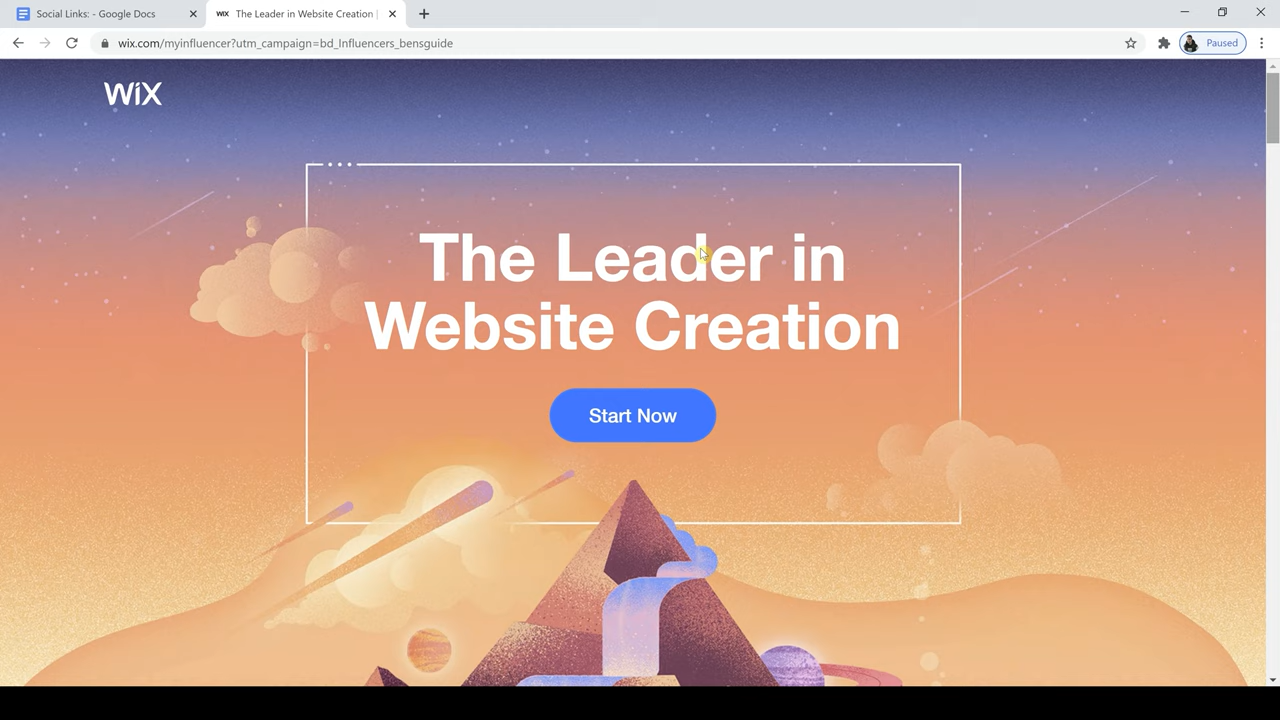 Social Links: - Google Docs
WiX The Leader in Website Creation |
wix.com/myinfluencer?utm_campaign=bd_Influencers_bensguide
Paused
WiX
The Leader in
Website Creation
Start Now